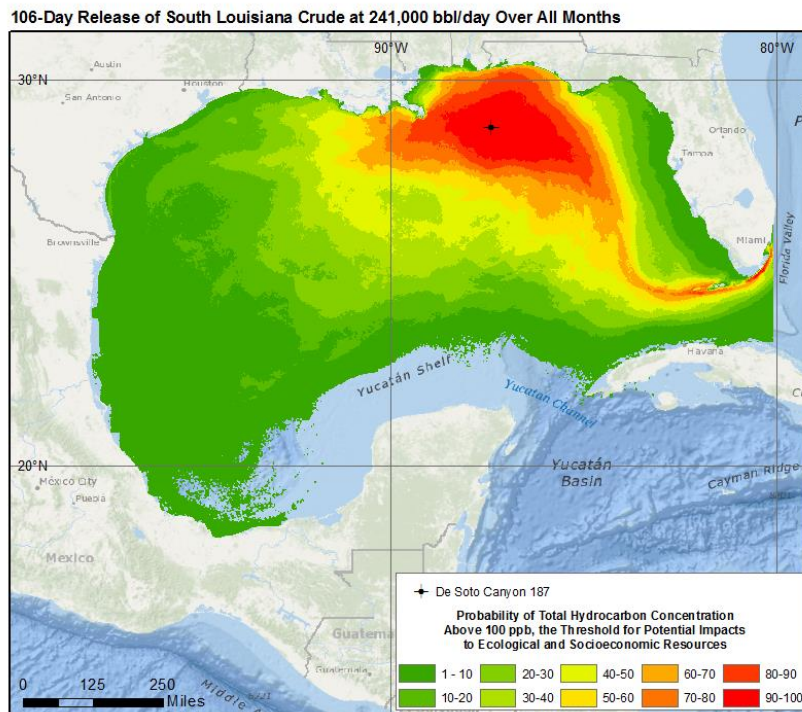 106-Day Release of South Louisiana Crude at 241,000 bbl/day Over All Months
90°W
80°W
30°N
Austin
Houston
San Antonio
Orlando
Tampa
Brownsville
Miami
Florida Valley
Havana
Yucatán Shelf
Yucatan Channel
20°N
Mexico City
Puebla
Yucatán
Basin
Cayman Ridge
Mexico
De Soto Canyon 187
Probability of Total Hydrocarbon Concentration
Above 100 ppb, the Threshold for Potential Impacts
to Ecological and Socioeconomic Resources
Guatema
Guatemala
1 - 10 20-30 40-50 60-70 80-90
10-20 30-40 50-60 70-80 90-100
0 125 250
Miles
Middle